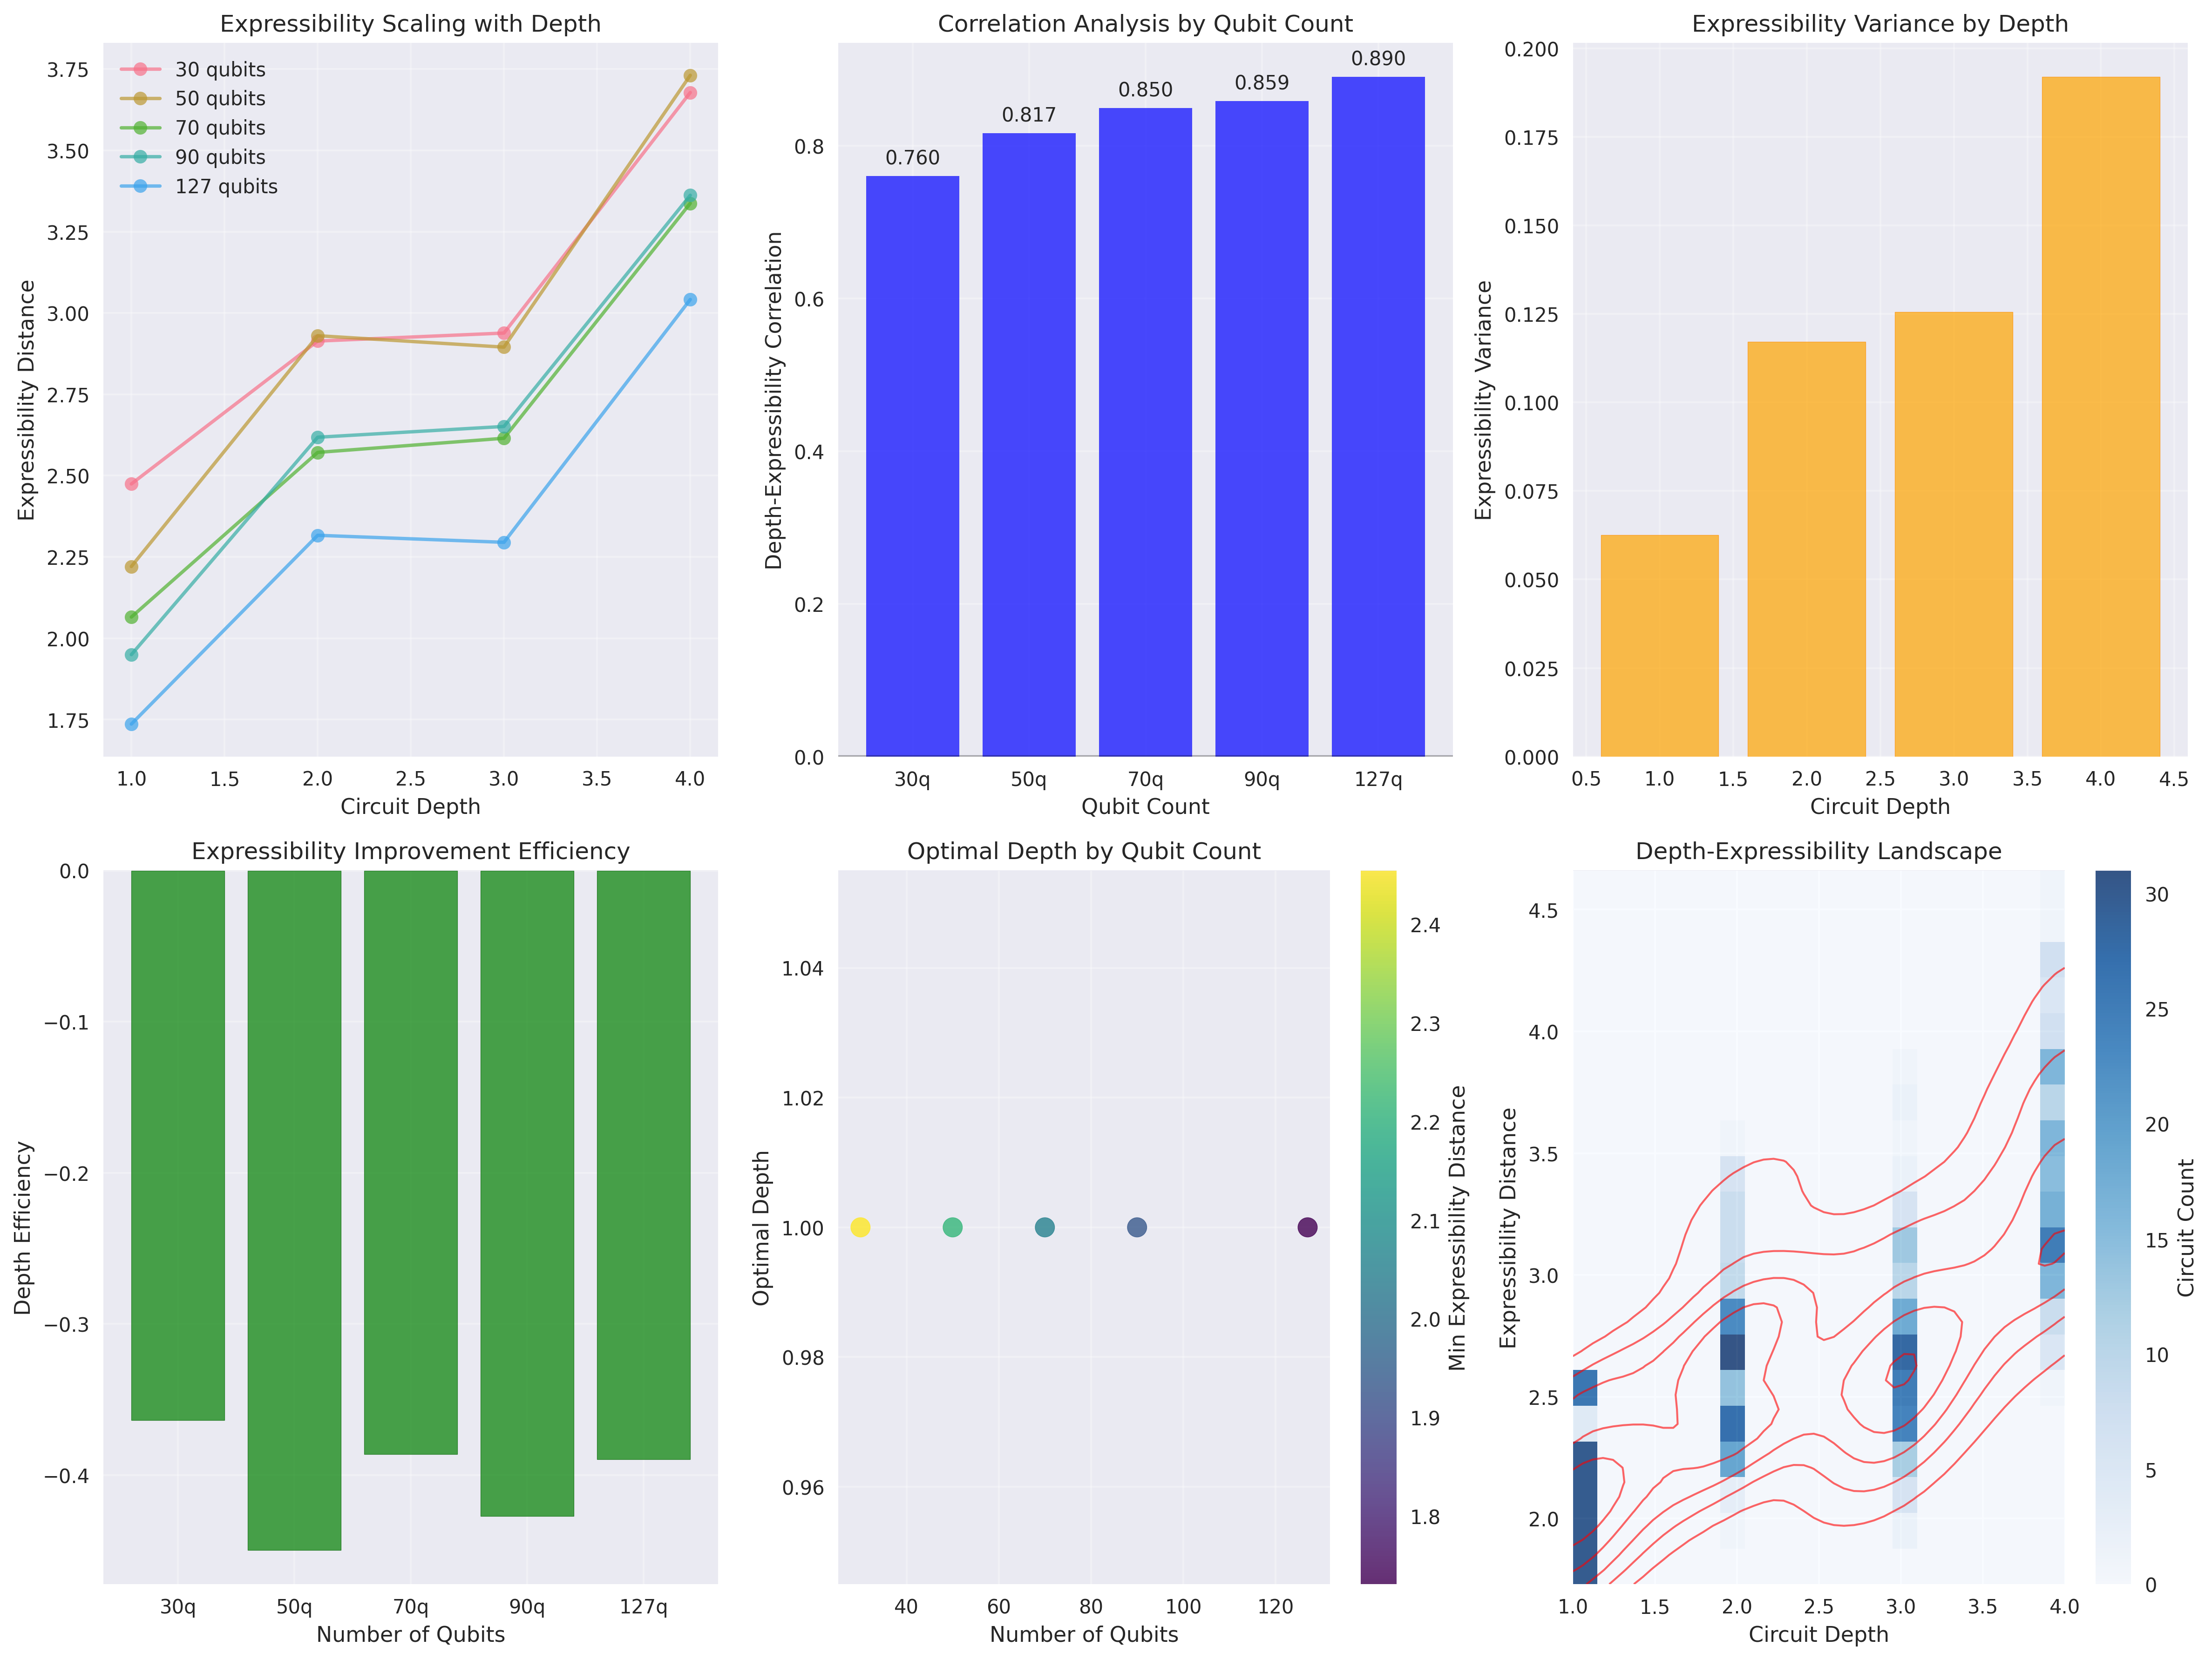 Expressibility Scaling with Depth
30 qubits
50 qubits
70 qubits
90 qubits
127 qubits
3.75
3.50
3.25
3.00
2.75
2.50
2.25
2.00
1.75
Expressibility Distance
1.0 1.5 2.0 2.5 3.0 3.5 4.0
Circuit Depth
Correlation Analysis by Qubit Count
0.760
0.817
0.850
0.859
0.890
0.8
0.6
0.4
0.2
0.0
Depth-Expressibility Correlation
30q 50q 70q 90q 127q
Qubit Count
Expressibility Variance by Depth
0.200
0.175
0.150
0.125
0.100
0.075
0.050
0.025
0.000
Expressibility Variance
0.5 1.0 1.5 2.0 2.5 3.0 3.5 4.0 4.5
Circuit Depth
Expressibility Improvement Efficiency
0.0
−0.1
−0.2
−0.3
−0.4
Depth Efficiency
30q 50q 70q 90q 127q
Number of Qubits
Optimal Depth by Qubit Count
1.04
1.02
1.00
0.98
0.96
Optimal Depth
40 60 80 100 120
Number of Qubits
2.4
2.3
2.2
2.1
2.0
1.9
1.8
Min Expressibility Distance
Depth-Expressibility Landscape
4.5
4.0
3.5
3.0
2.5
2.0
Expressibility Distance
1.0 1.5 2.0 2.5 3.0 3.5 4.0
Circuit Depth
30
25
20
15
10
5
0
Circuit Count